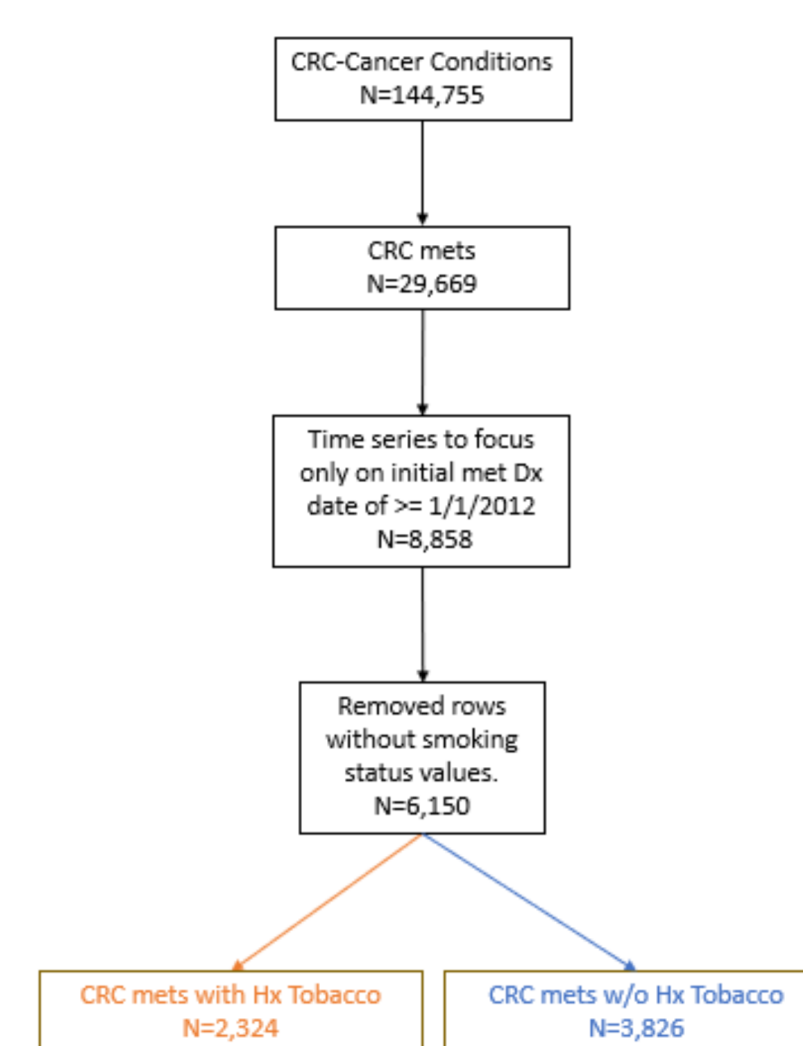 CRC-Cancer Conditions
N=144,755
CRC mets
N=29,669
Time series to focus
only on initial met Dx
date of >= 1/1/2012
N=8,858
Removed rows
without smoking
status values.
N=6,150
CRC mets with Hx Tobacco
N=2,324
CRC mets w/o Hx Tobacco
N=3,826